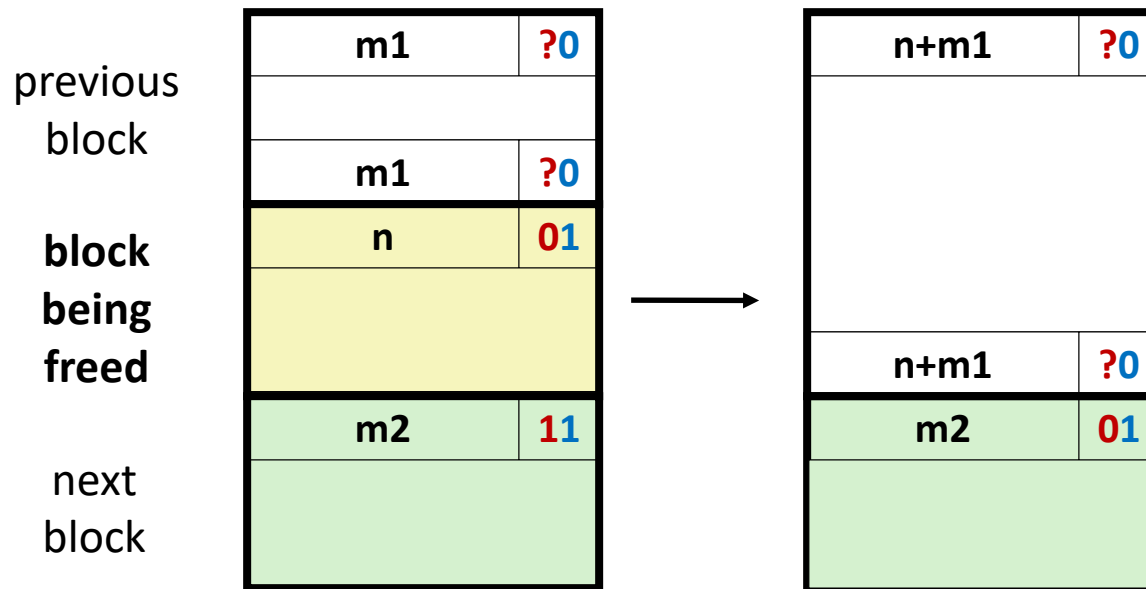 previous
block
block
being
freed
next
block
m1 ?0
m1 ?0
n 01
m2 11
n+m1 ?0
n+m1 ?0
m2 01